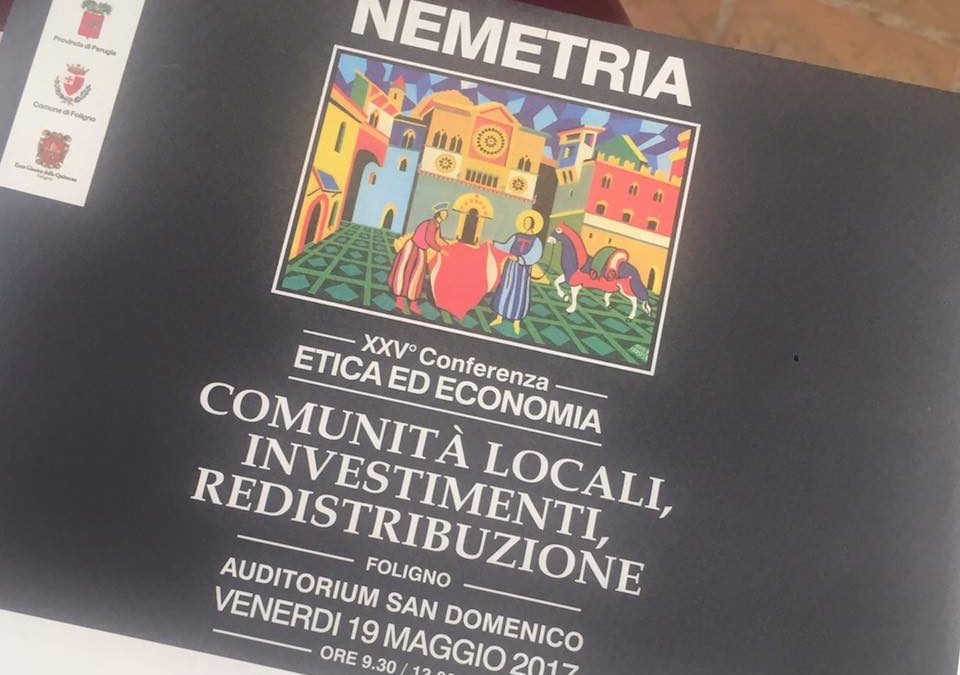 Provincia di Perugia
Comune di Foligno
Foligno
NEMETRIA
XXV° Conferenza
ETICA ED ECONOMIA
COMUNITÀ LOCALI,
INVESTIMENTI,
REDISTRIBUZIONE
FOLIGNO
AUDITORIUM SAN DOMENICO
VENERDI 19 MAGGIO 2017
ORE 9.30 /